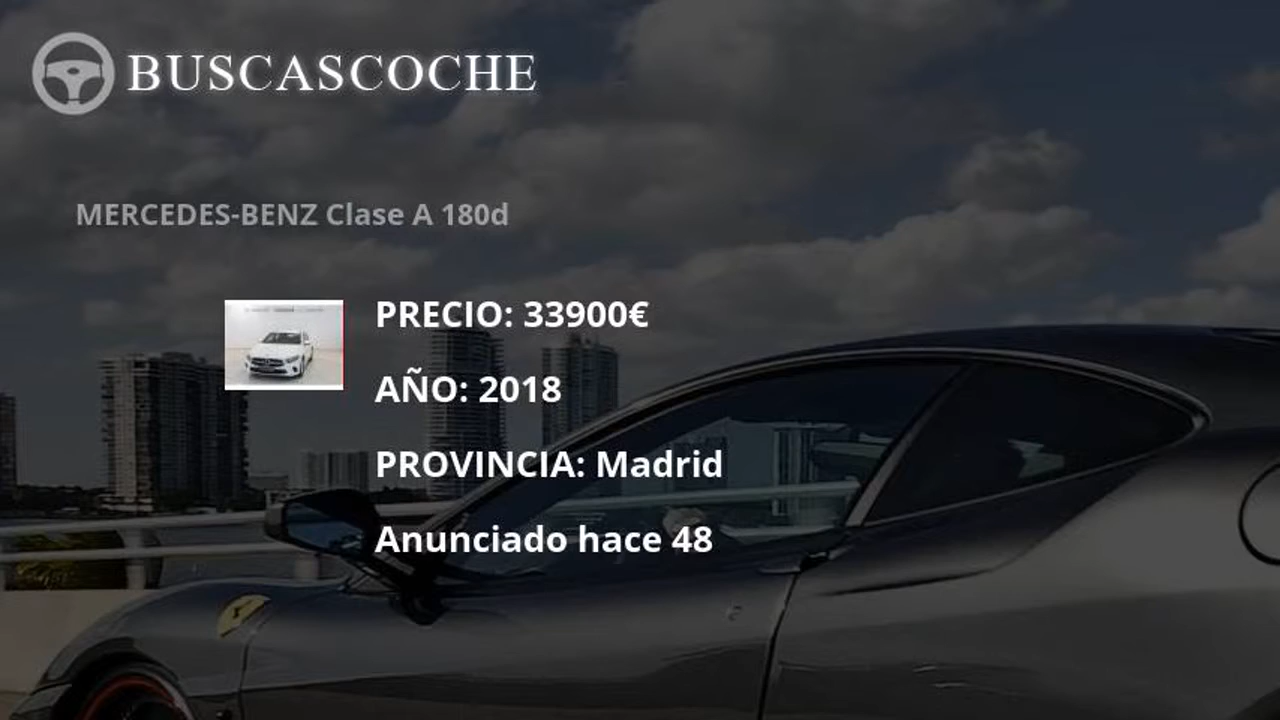 BUSCASCOCHE
MERCEDES-BENZ Clase A 180d
PRECIO: 33900€
AÑO: 2018
PROVINCIA: Madrid
Anunciado hace 48